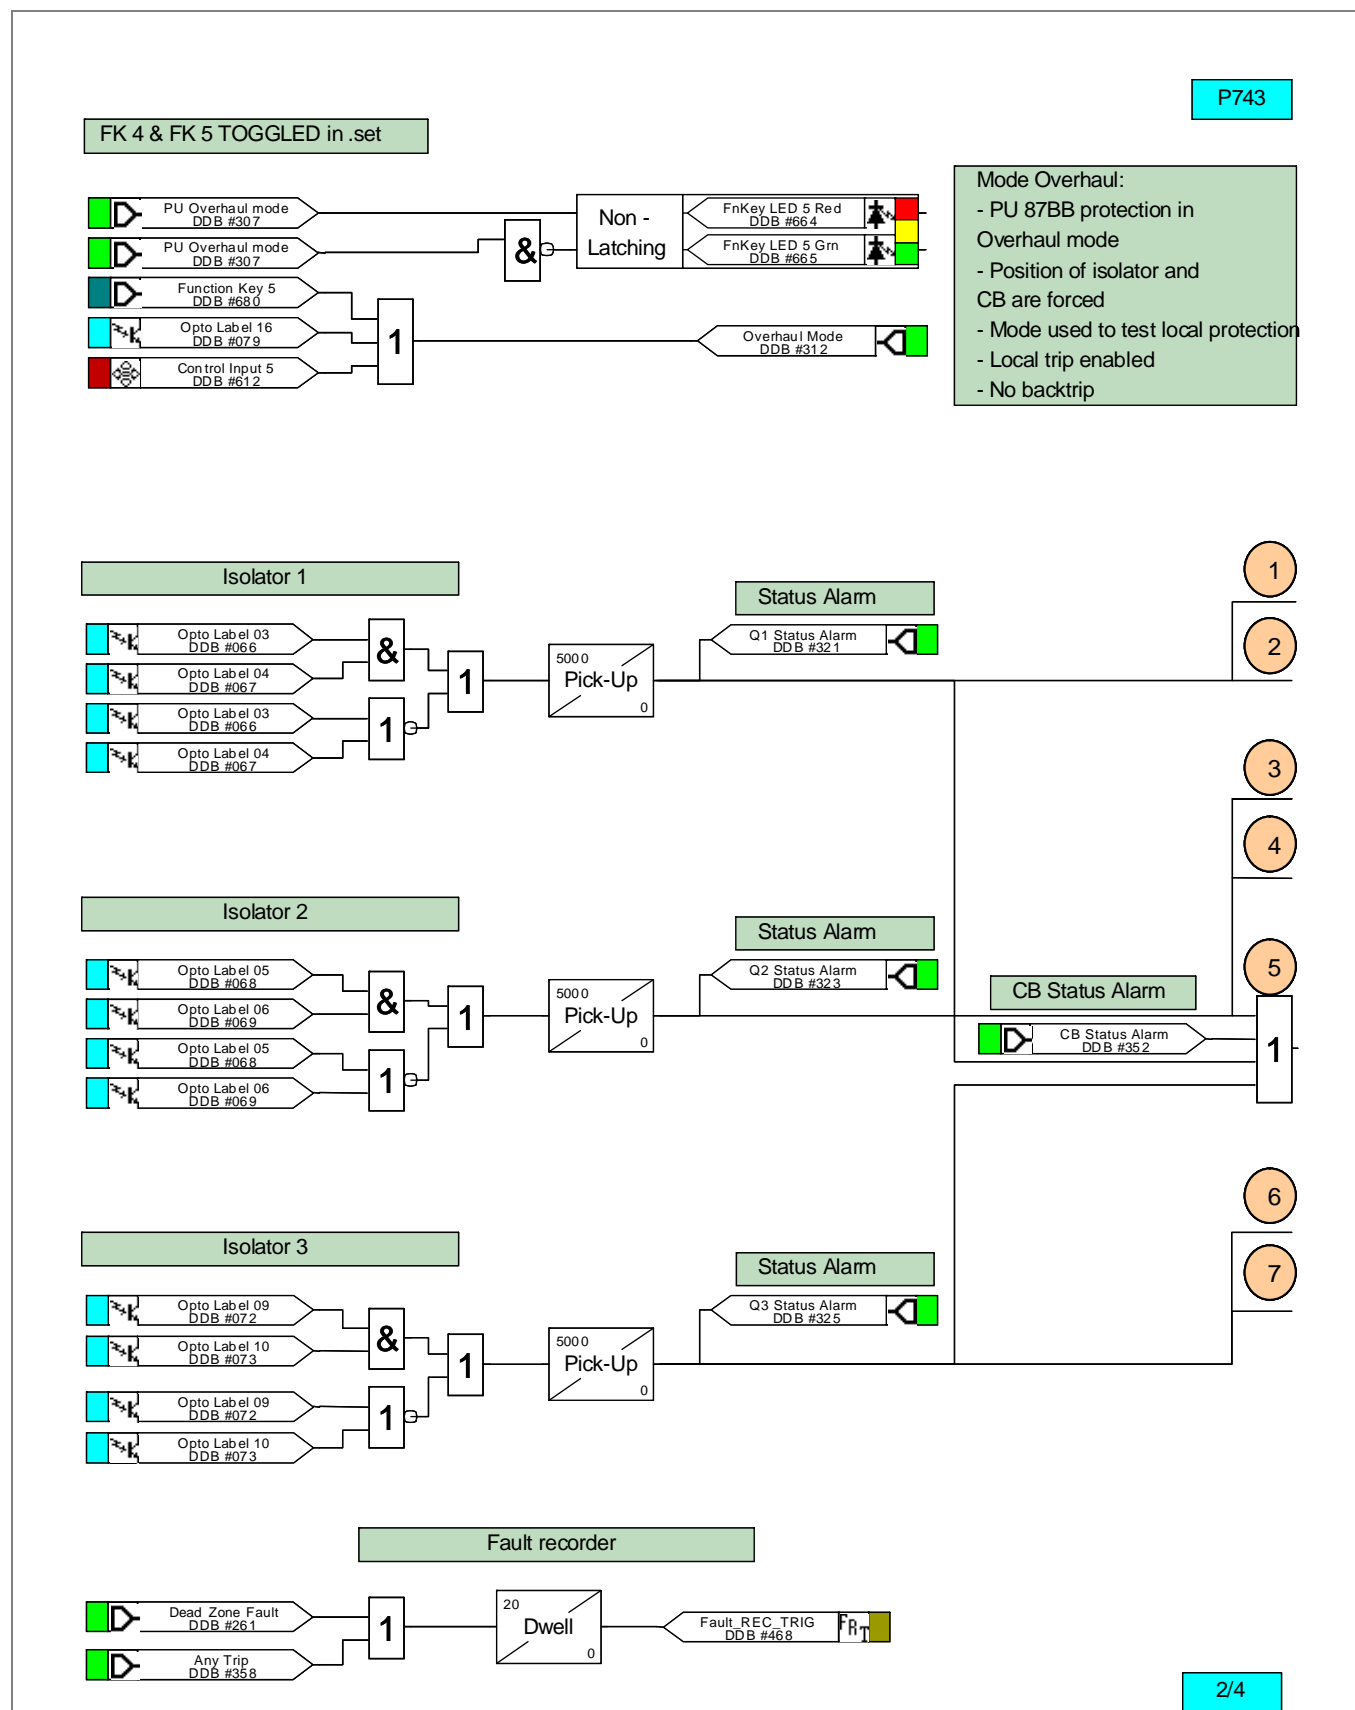 P743
FK 4 & FK 5 TOGGLED in .set
PU Overhaul mode
DDB #307
PU Overhaul mode
DDB #307
Function Key 5
DDB #680
Opto Label 16
DDB #079
Control Input 5
DDB #612
&
1
Non -
Latching
FnKey LED 5 Red
DDB #664
FnKey LED 5 Grn
DDB #665
Overhaul Mode
DDB #312
Mode Overhaul:
- PU 87BB protection in
Overhaul mode
- Position of isolator and
CB are forced
- Mode used to test local protection
- Local trip enabled
- No backtrip
Isolator 1
Opto Label 03
DDB #066
Opto Label 04
DDB #067
Opto Label 03
DDB #066
Opto Label 04
DDB #067
&
1
1
5000
Pick-Up
0
Status Alarm
Q1 Status Alarm
DDB #321
1
2
3
4
Isolator 2
Opto Label 05
DDB #068
Opto Label 06
DDB #069
Opto Label 05
DDB #068
Opto Label 06
DDB #069
&
1
1
5000
Pick-Up
0
Status Alarm
Q2 Status Alarm
DDB #323
CB Status Alarm
CB Status Alarm
DDB #352
5
1
6
7
Isolator 3
Opto Label 09
DDB #072
Opto Label 10
DDB #073
Opto Label 09
DDB #072
Opto Label 10
DDB #073
&
1
1
5000
Pick-Up
0
Status Alarm
Q3 Status Alarm
DDB #325
Fault recorder
Dead Zone Fault
DDB #261
Any Trip
DDB #358
1
20
Dwell
0
Fault_REC_TRIG
DDB #468
FRT
2/4